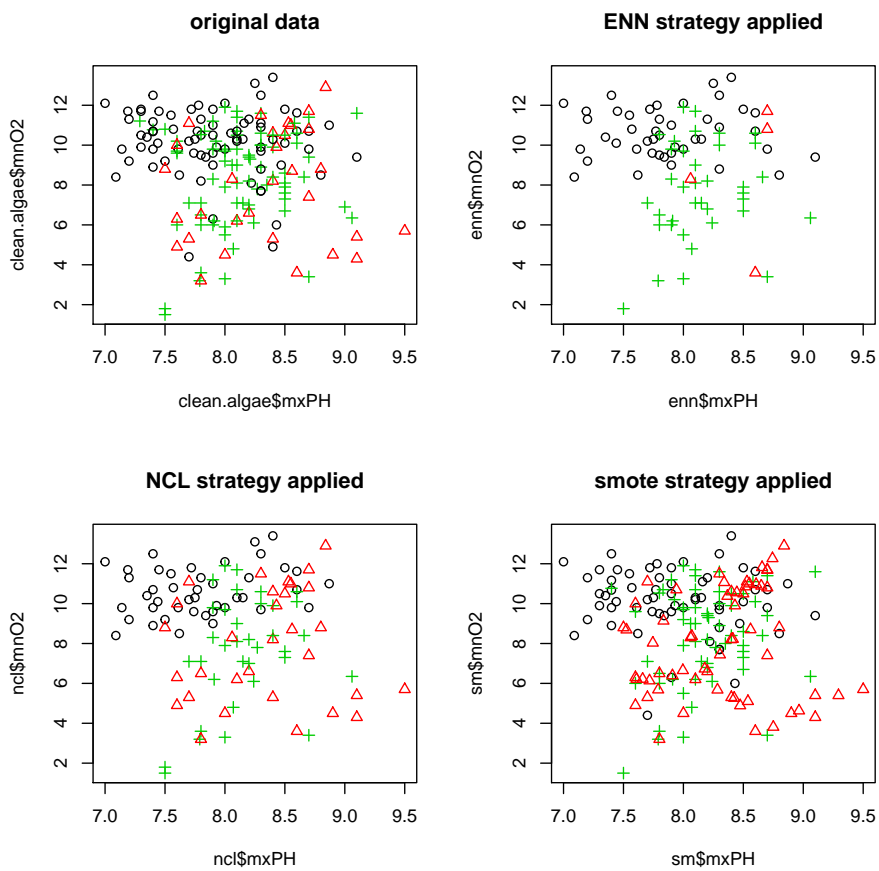 original data
clean.algae$mnO2
12
10
8
6
4
2
7.0 7.5 8.0 8.5 9.0 9.5
clean.algae$mxPH
ENN strategy applied
enn$mnO2
12
10
8
6
4
2
7.0 7.5 8.0 8.5 9.0 9.5
enn$mxPH
NCL strategy applied
ncl$mnO2
12
10
8
6
4
2
7.0 7.5 8.0 8.5 9.0 9.5
ncl$mxPH
smote strategy applied
sm$mnO2
12
10
8
6
4
2
7.0 7.5 8.0 8.5 9.0 9.5
sm$mxPH